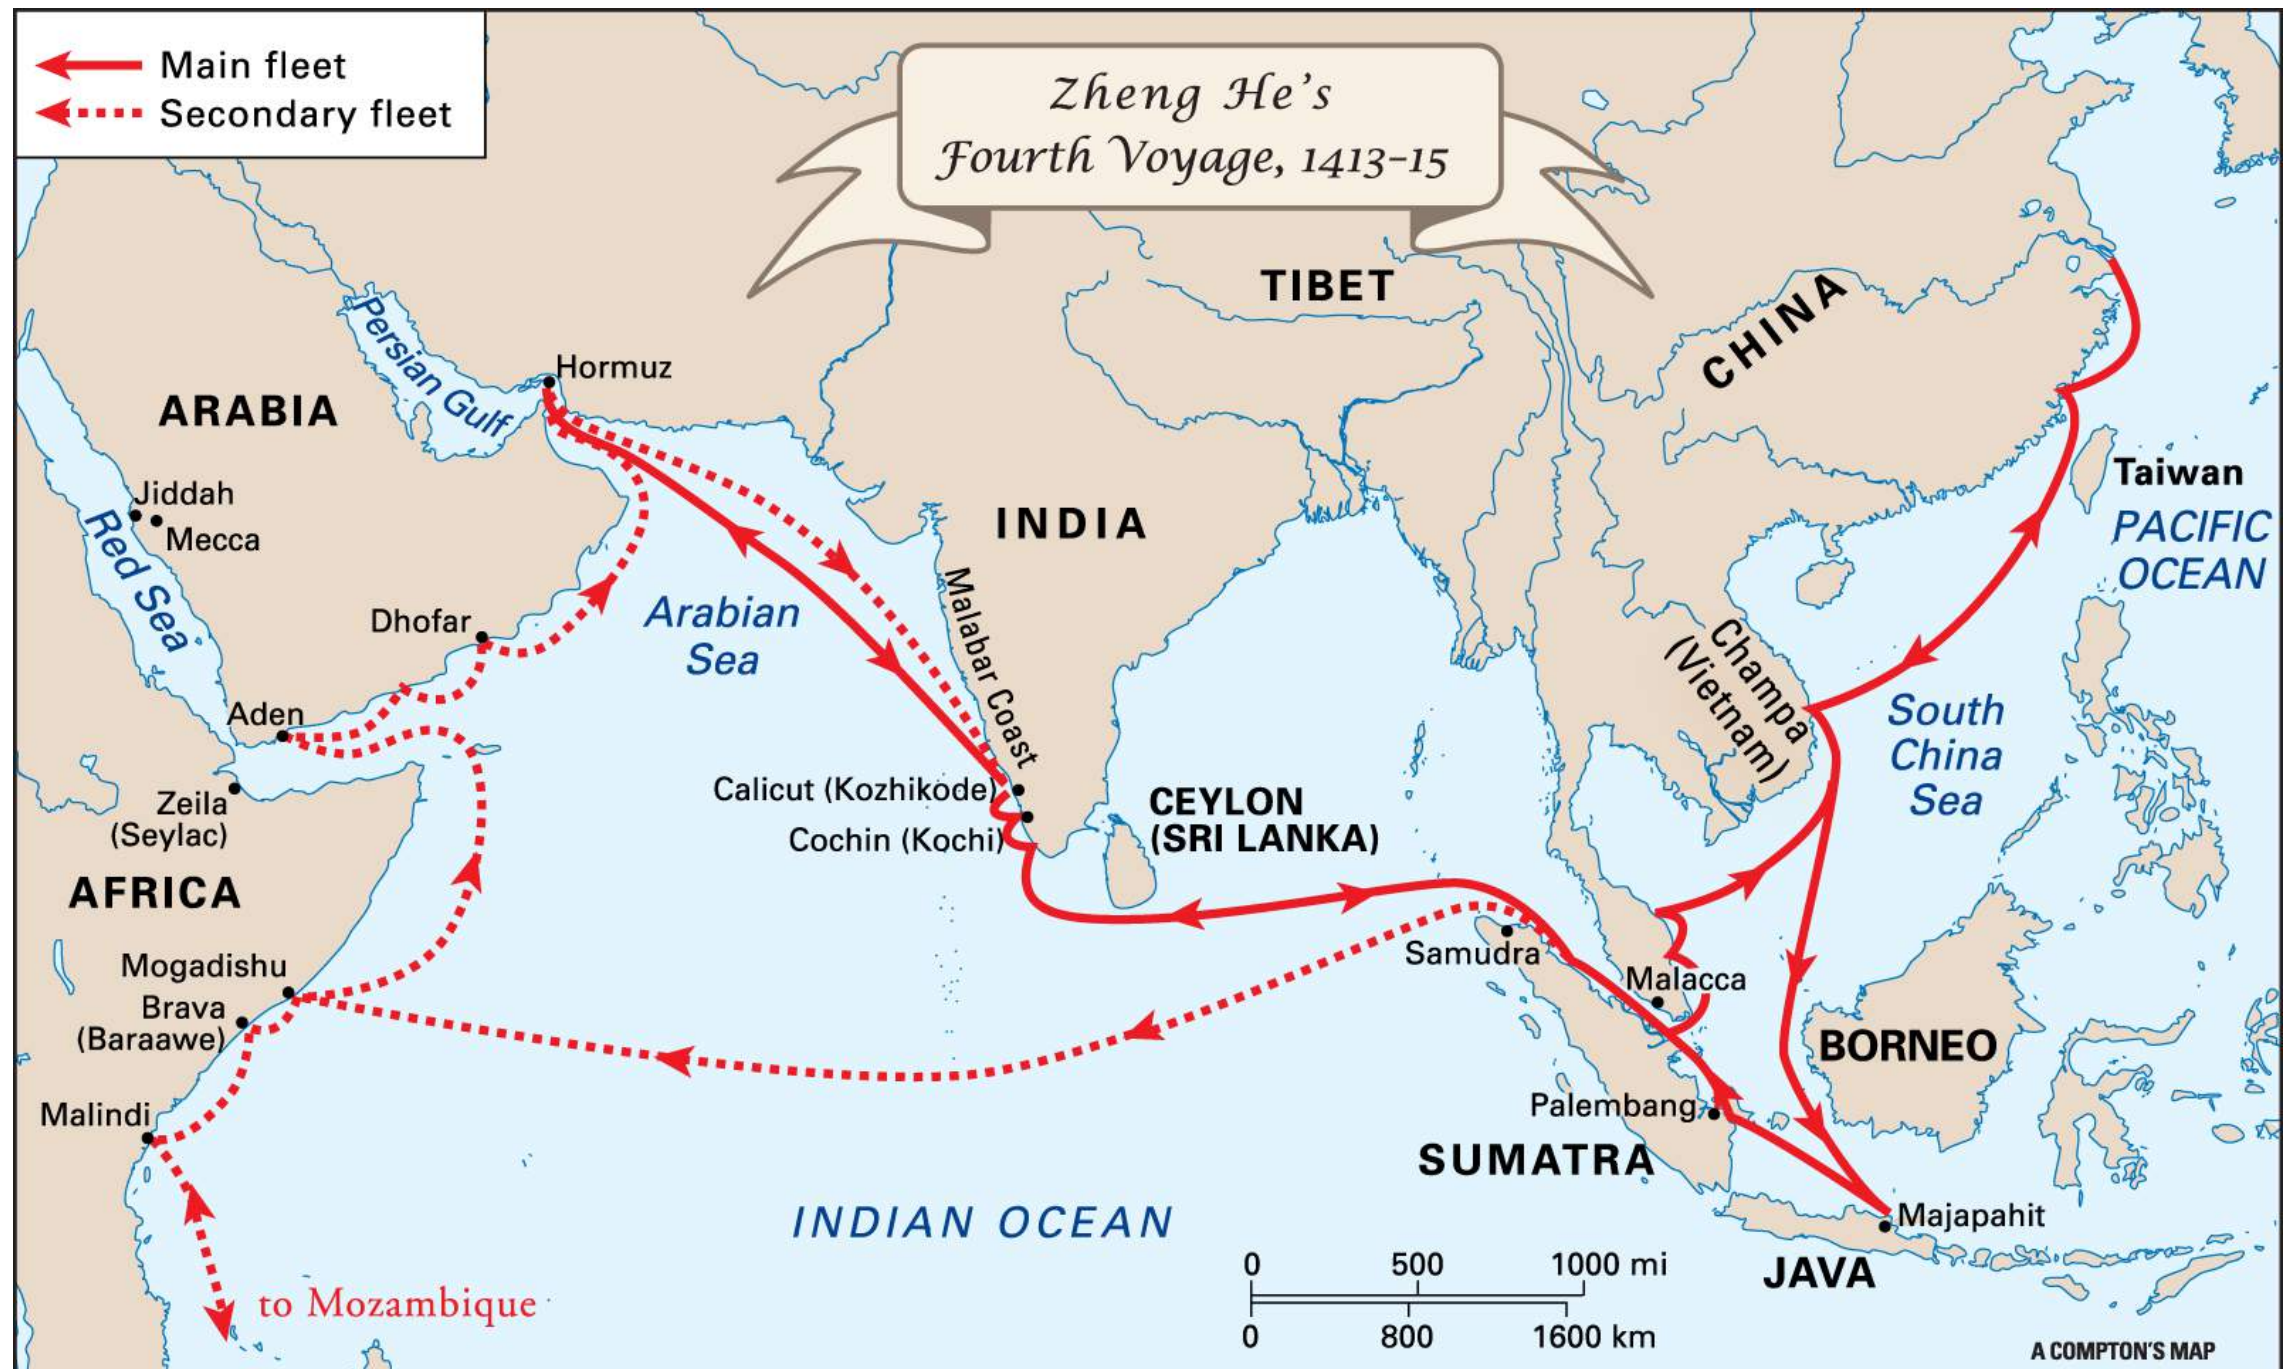 Main fleet
Secondary fleet
Zheng He's
Fourth Voyage, 1413–15
TIBET
CHINA
Persian Gulf
Hormuz
ARABIA
Jiddah
Mecca
Red Sea
INDIA
Taiwan
PACIFIC
OCEAN
Dhofar
Arabian
Sea
Malabar Coast
Champa
(Vietnam)
Aden
South
China
Sea
Zeila
(Seylac)
Calicut (Kozhikode)
Cochin (Kochi)
CEYLON
(SRI LANKA)
AFRICA
Mogadishu
Brava
(Baraawe)
Samudra
Malacca
BORNEO
Malindi
Palembang
SUMATRA
INDIAN OCEAN
Majapahit
JAVA
to Mozambique
0 500 1000 mi
0 800 1600 km
A COMPTON'S MAP